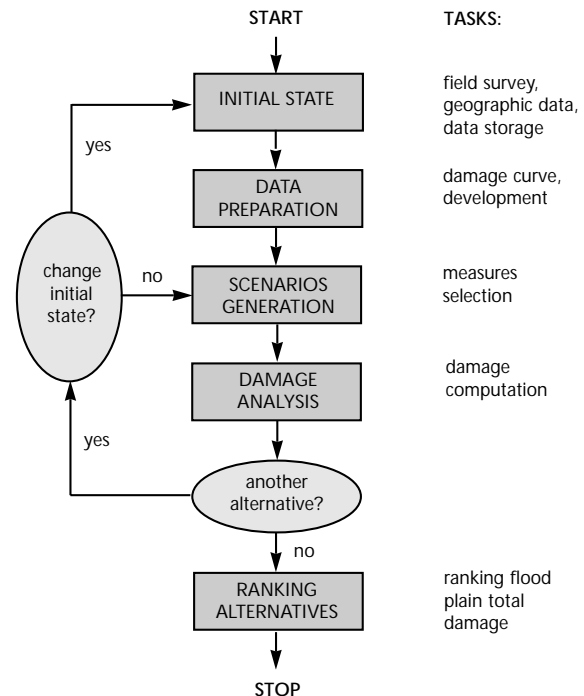 START
TASKS:
INITIAL STATE
field survey,
geographic data,
data storage
yes
DATA
PREPARATION
damage curve,
development
change
initial
state?
no
SCENARIOS
GENERATION
measures
selection
DAMAGE
ANALYSIS
damage
computation
yes
another
alternative?
no
RANKING
ALTERNATIVES
ranking flood
plain total
damage
STOP